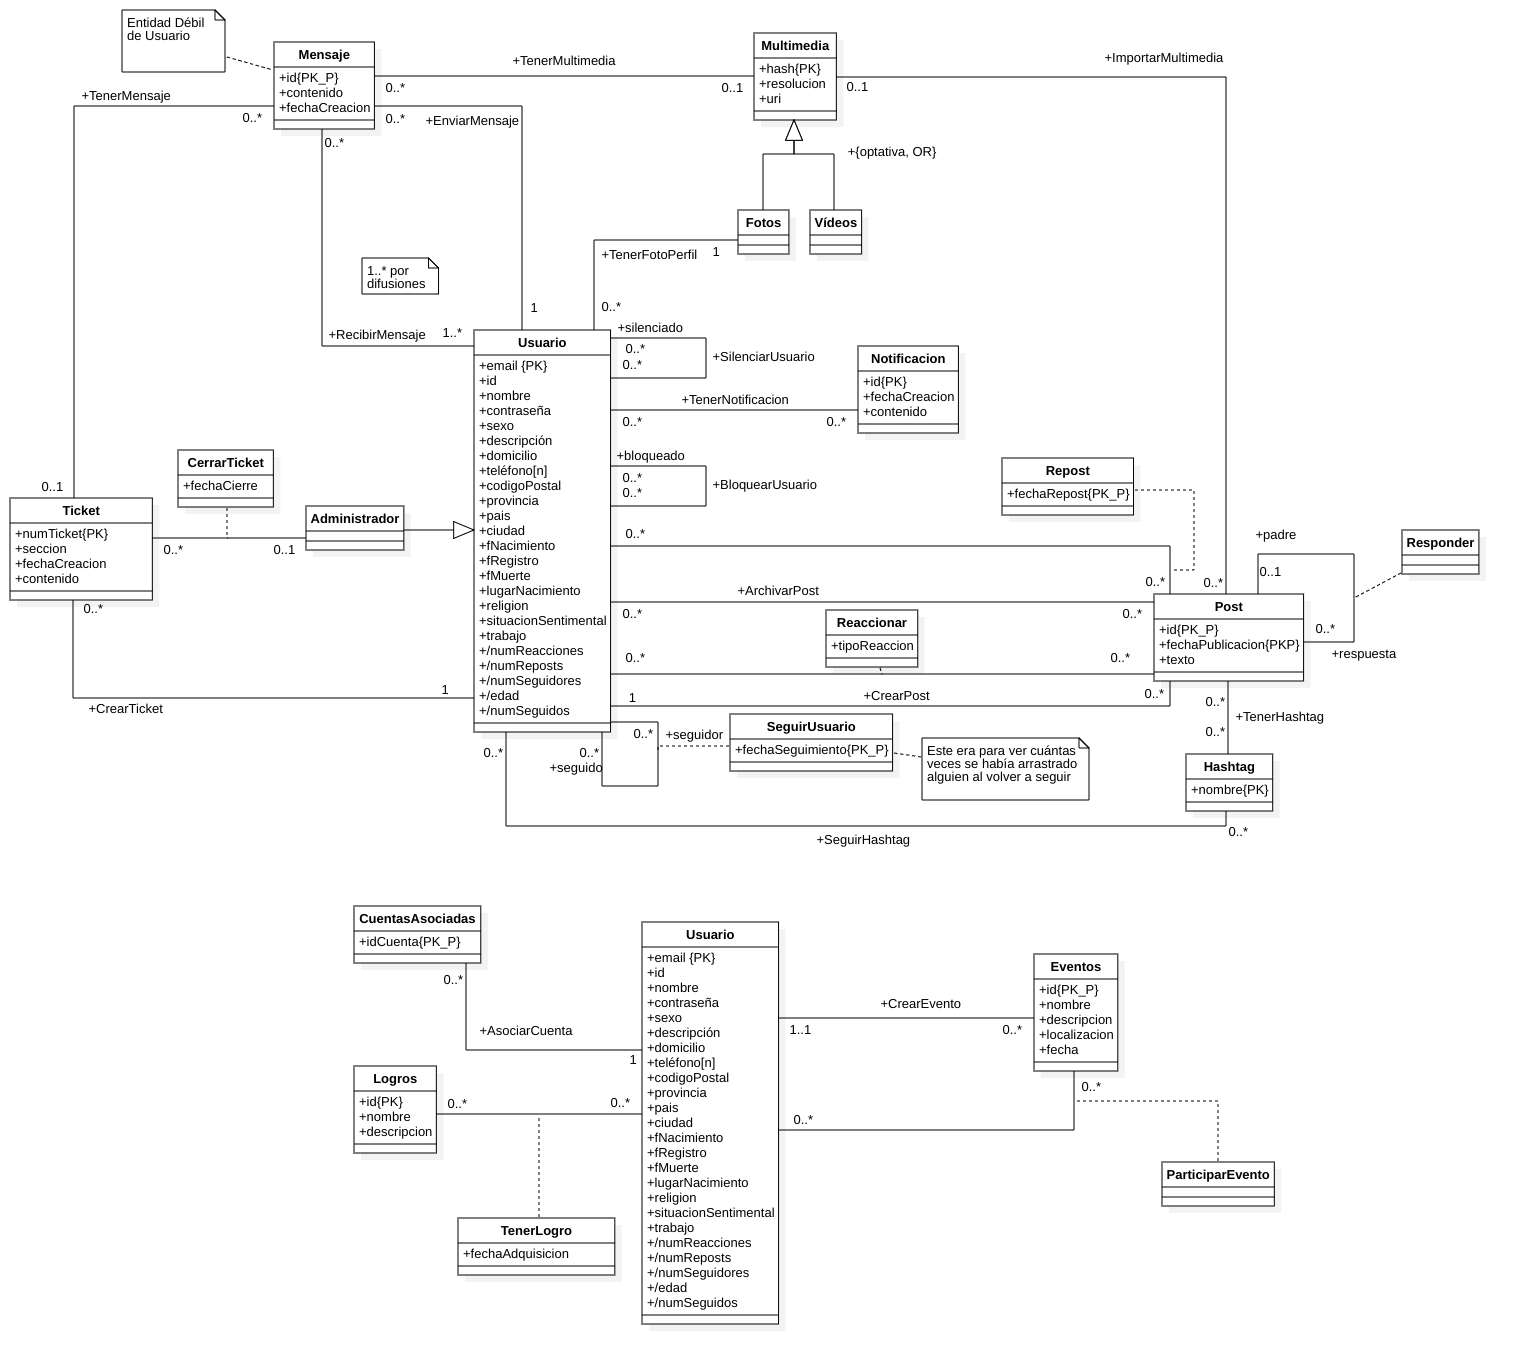 Entidad Débil
de Usuario
Mensaje
+id{PK_P}
+contenido
+fechaCreacion
+TenerMultimedia
0..*
0..1
Multimedia
+hash{PK}
+resolucion
+uri
+ImportarMultimedia
0..1
+TenerMensaje
0..*
0..*
+EnviarMensaje
0..*
+{optativa, OR}
Fotos
Vídeos
+TenerFotoPerfil
1
0..*
1..* por
difusiones
1
+RecibirMensaje
1..*
Usuario
+email {PK}
+id
+nombre
+contraseña
+sexo
+descripción
+domicilio
+teléfono[n]
+codigoPostal
+provincia
+pais
+ciudad
+fNacimiento
+fRegistro
+fMuerte
+lugarNacimiento
+religion
+situacionSentimental
+trabajo
+/numReacciones
+/numReposts
+/numSeguidores
+/edad
+/numSeguidos
+silenciado
0..*
0..*
+SilenciarUsuario
Notificacion
+id{PK}
+fechaCreacion
+contenido
+TenerNotificacion
0..*
0..*
+bloqueado
0..*
0..*
+BloquearUsuario
CerrarTicket
+fechaCierre
0..1
Ticket
+numTicket{PK}
+seccion
+fechaCreacion
+contenido
Administrador
0..*
0..1
0..*
+CrearTicket
1
Repost
+fechaRepost{PK_P}
0..*
0..*
0..*
+padre
0..1
Responder
0..*
+respuesta
+ArchivarPost
0..*
0..*
Post
+id{PK_P}
+fechaPublicacion{PKP}
+texto
Reaccionar
+tipoReaccion
0..*
0..*
1
+CrearPost
0..*
0..*
+TenerHashtag
0..*
Hashtag
+nombre{PK}
0..*
0..*
+seguidor
0..*
+seguido
SeguirUsuario
+fechaSeguimiento{PK_P}
Este era para ver cuántas
veces se había arrastrado
alguien al volver a seguir
0..*
+SeguirHashtag
CuentasAsociadas
+idCuenta{PK_P}
0..*
+AsociarCuenta
1
Usuario
+email {PK}
+id
+nombre
+contraseña
+sexo
+descripción
+domicilio
+teléfono[n]
+codigoPostal
+provincia
+pais
+ciudad
+fNacimiento
+fRegistro
+fMuerte
+lugarNacimiento
+religion
+situacionSentimental
+trabajo
+/numReacciones
+/numReposts
+/numSeguidores
+/edad
+/numSeguidos
+CrearEvento
1..1
0..*
Eventos
+id{PK_P}
+nombre
+descripcion
+localizacion
+fecha
0..*
0..*
ParticiparEvento
Logros
+id{PK}
+nombre
+descripcion
0..*
0..*
TenerLogro
+fechaAdquisicion